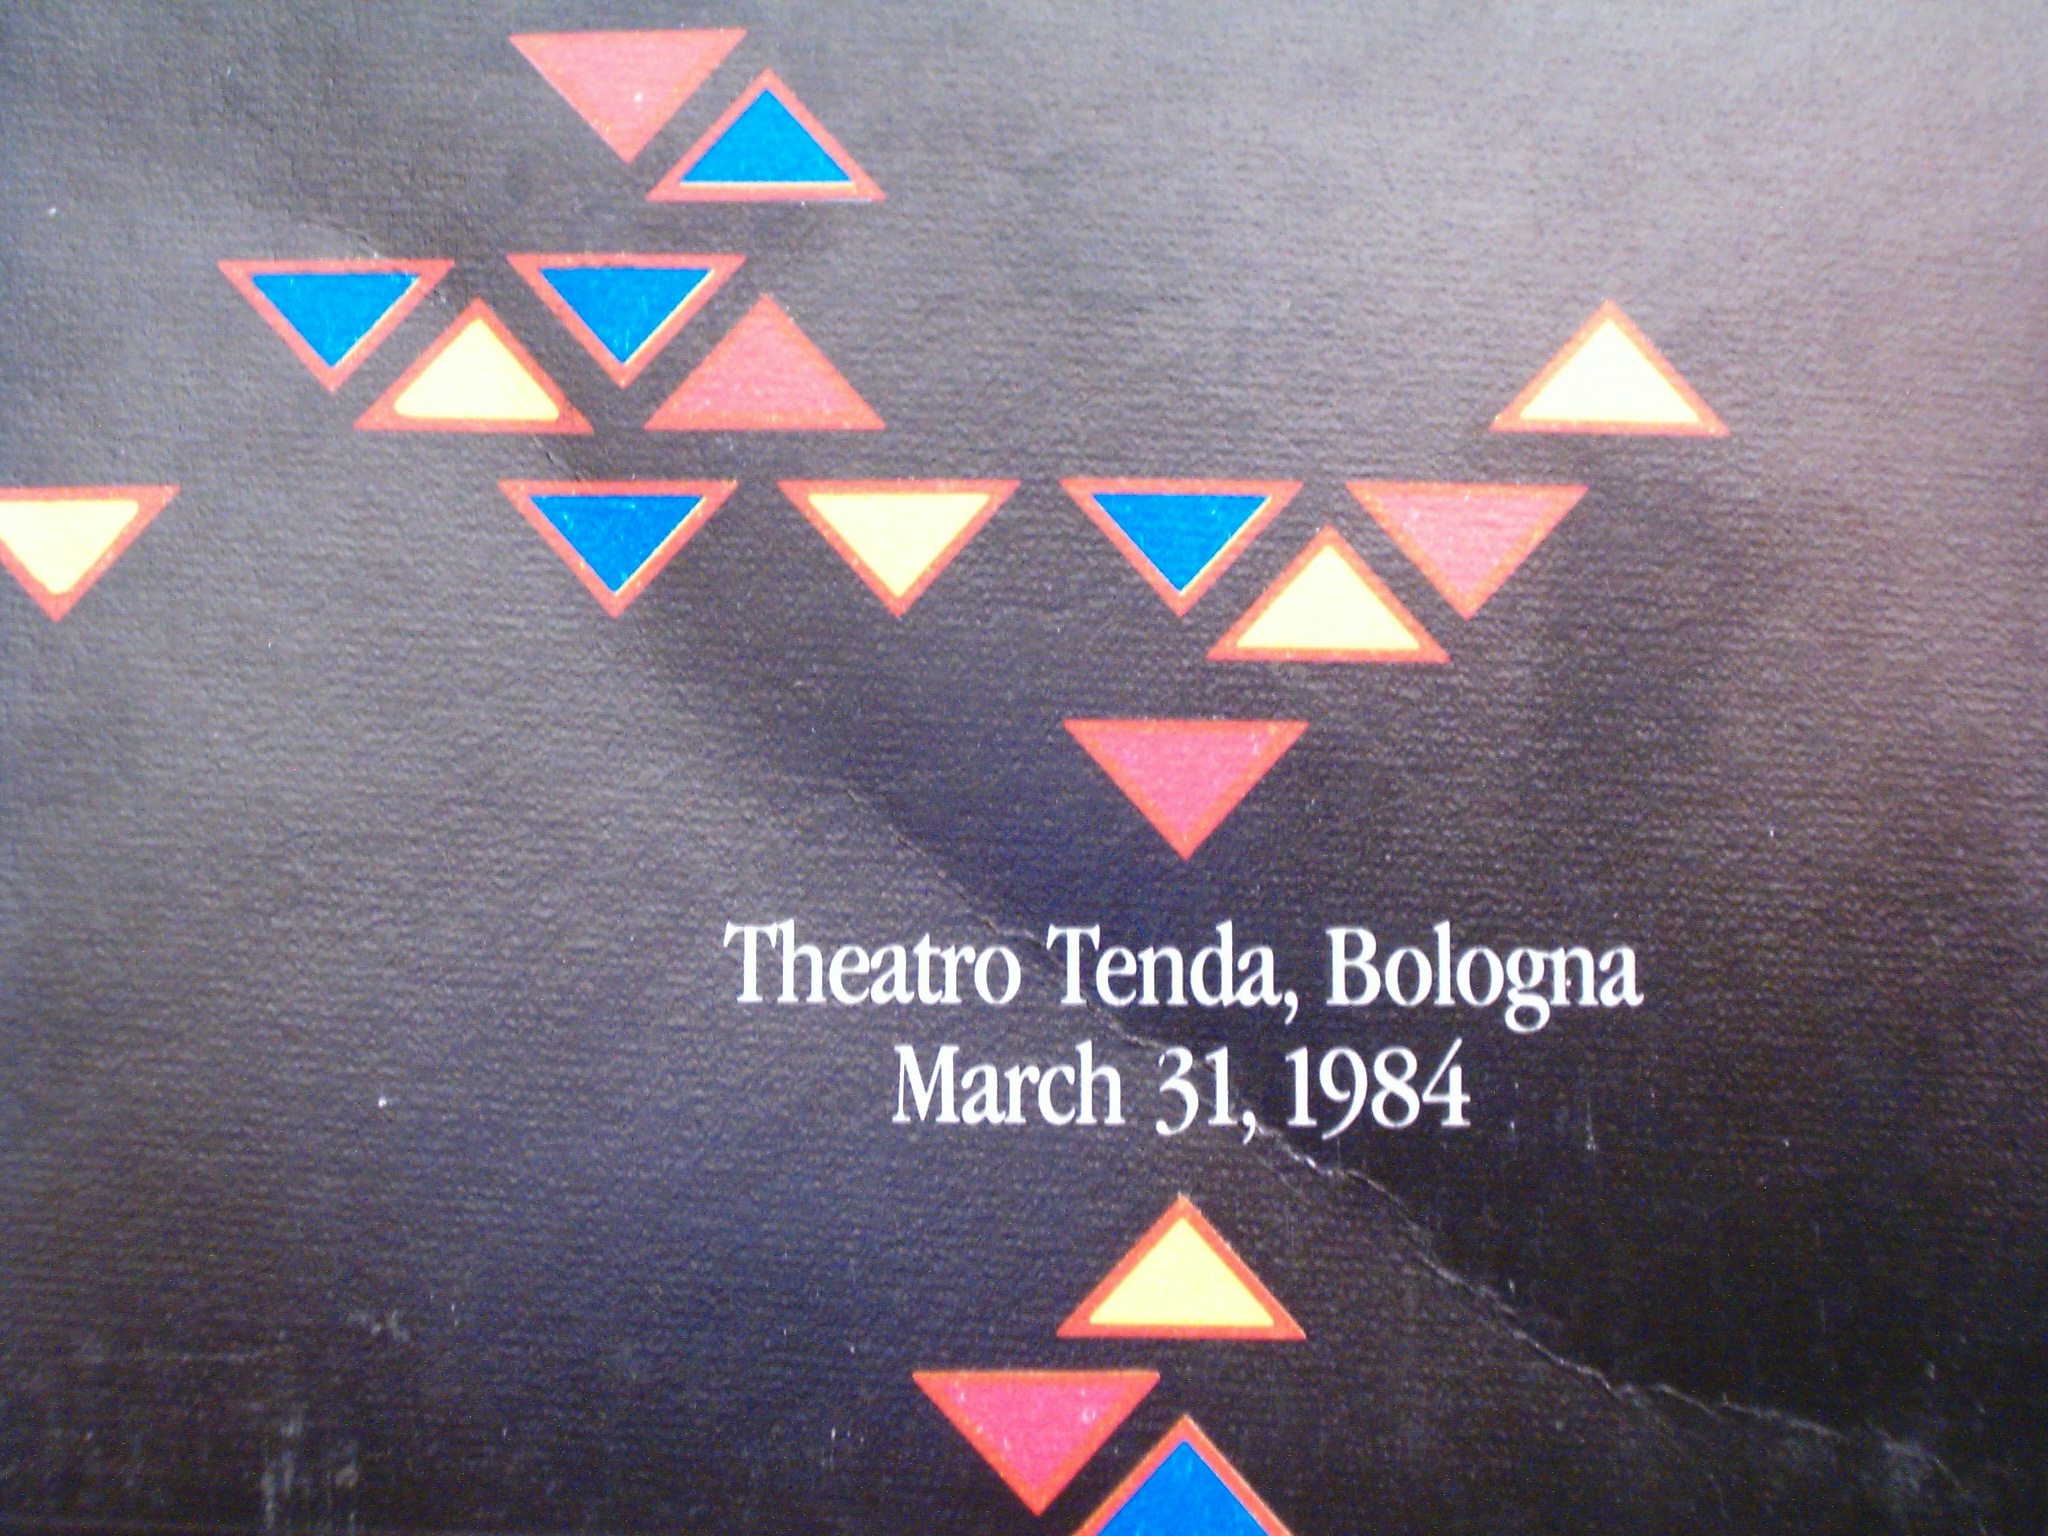 Theatro Tenda, Bologna
March 31, 1984